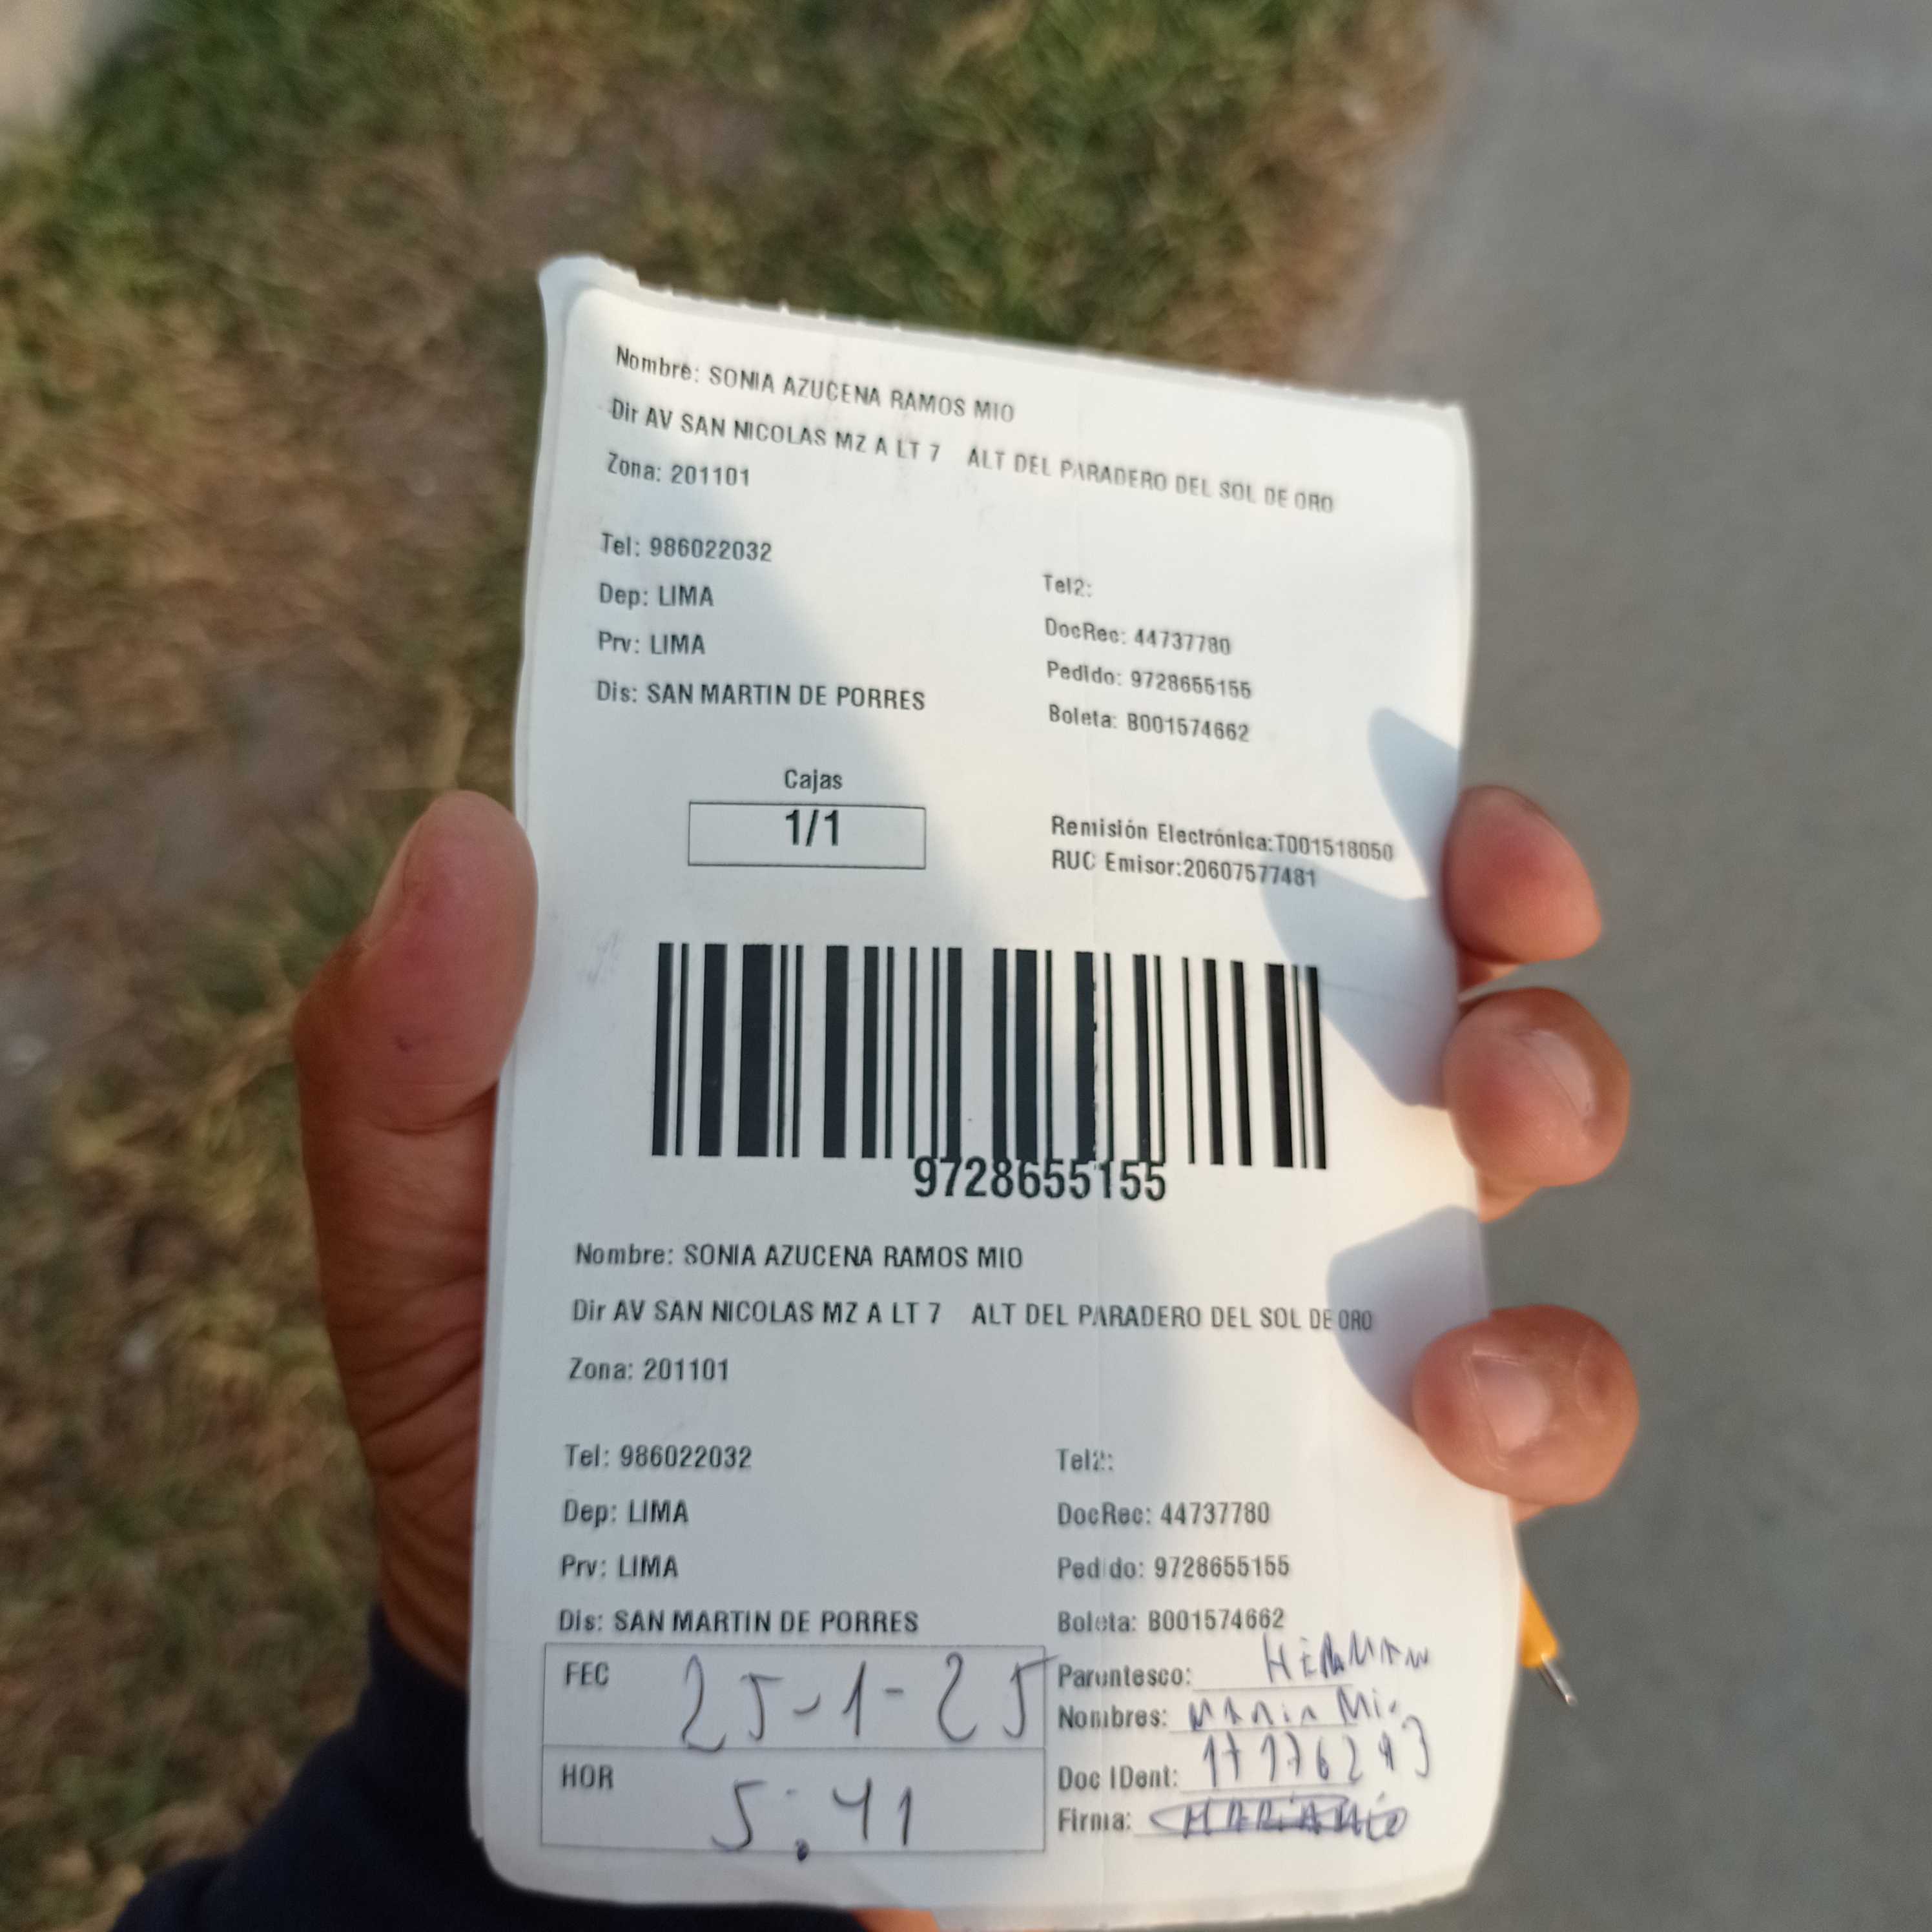 Nombre: SONIA AZUCENA RAMOS MIO
Dir AV SAN NICOLAS MZ A LT 7 ALT DEL PARADERO DEL SOL DE ORO
Zona: 201101
Tel: 986022032
Tel2:
Dep: LIMA
DocRec: 44737780
Prv: LIMA
Pedido: 9728655155
Dis: SAN MARTIN DE PORRES
Boleta: B001574662
Cajas
1/1
Remisión Electrónica:T001518050
RUC Emisor:20607577481
9728655155
Nombre: SONIA AZUCENA RAMOS MIO
Dir AV SAN NICOLAS MZ A LT 7 ALT DEL PARADERO DEL SOL DE ORO
Zona: 201101
Tel: 986022032
Tel2:
Dep: LIMA
DocRec: 44737780
Prv: LIMA
Pedido: 9728655155
Dis: SAN MARTIN DE PORRES
Boleta: B001574662
FEC 25-1-25
Paruntesco:
Nombres: MARIA Mio
HOR 5:41
Doc IDent:
Firma: